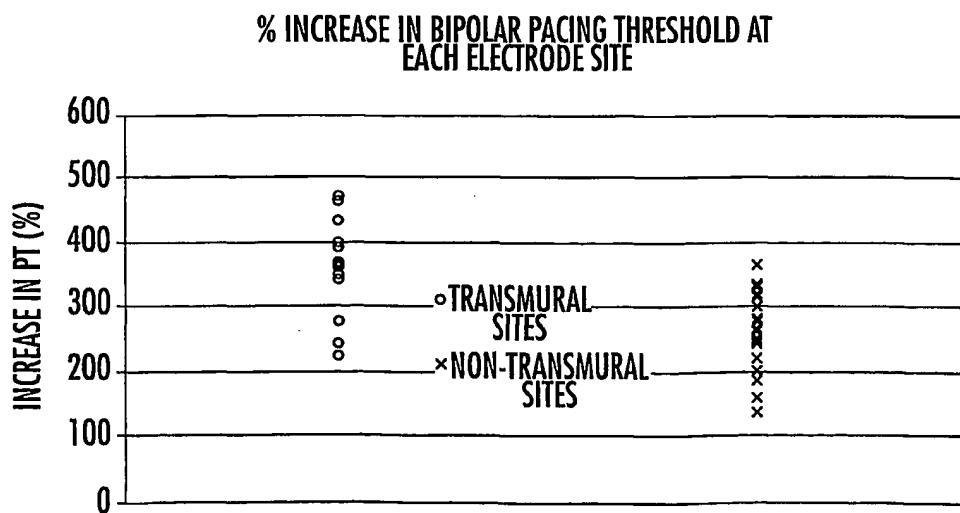 % INCREASE IN BIPOLAR PACING THRESHOLD AT
EACH ELECTRODE SITE
INCREASE IN PT (%)
600
500
400
300
200
100
0
TRANSMURAL
SITES
NON-TRANSMURAL
SITES